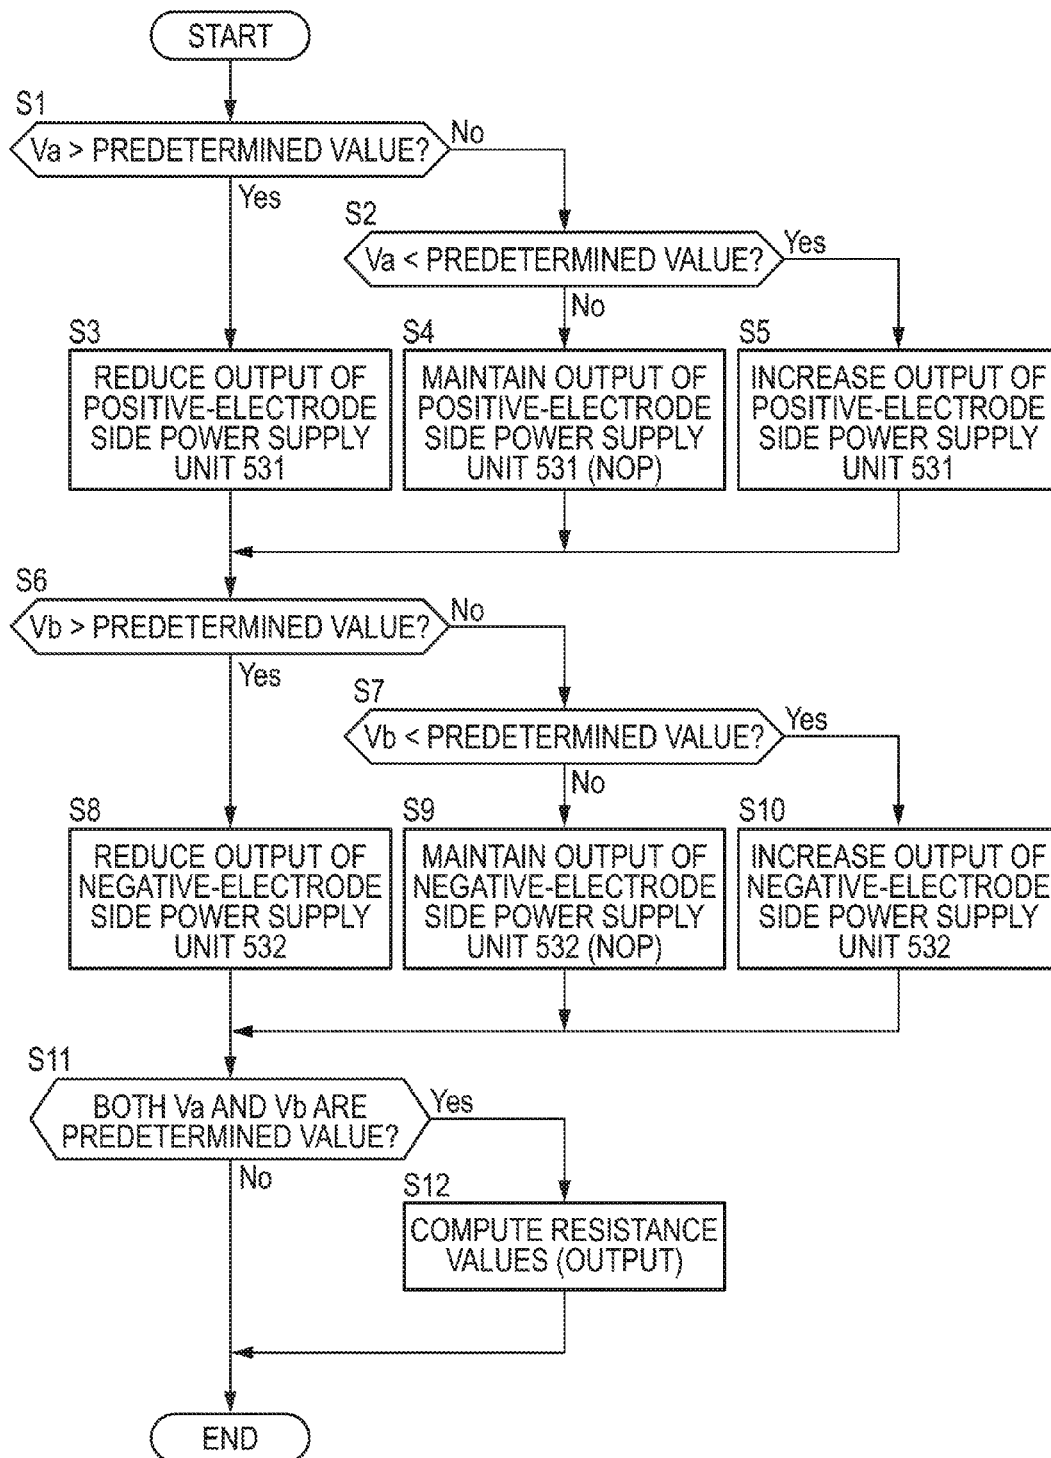 START
S1
Va > PREDETERMINED VALUE?
No
Yes
S2
Va < PREDETERMINED VALUE?
Yes
No
S3
REDUCE OUTPUT OF
POSITIVE-ELECTRODE
SIDE POWER SUPPLY
UNIT 531
S4
MAINTAIN OUTPUT OF
POSITIVE-ELECTRODE
SIDE POWER SUPPLY
UNIT 531 (NOP)
S5
INCREASE OUTPUT OF
POSITIVE-ELECTRODE
SIDE POWER SUPPLY
UNIT 531
S6
Vb > PREDETERMINED VALUE?
No
Yes
S7
Vb < PREDETERMINED VALUE?
Yes
No
S8
REDUCE OUTPUT OF
NEGATIVE-ELECTRODE
SIDE POWER SUPPLY
UNIT 532
S9
MAINTAIN OUTPUT OF
NEGATIVE-ELECTRODE
SIDE POWER SUPPLY
UNIT 532 (NOP)
S10
INCREASE OUTPUT OF
NEGATIVE-ELECTRODE
SIDE POWER SUPPLY
UNIT 532
S11
BOTH Va AND Vb ARE
PREDETERMINED VALUE?
Yes
No
S12
COMPUTE RESISTANCE
VALUES (OUTPUT)
END